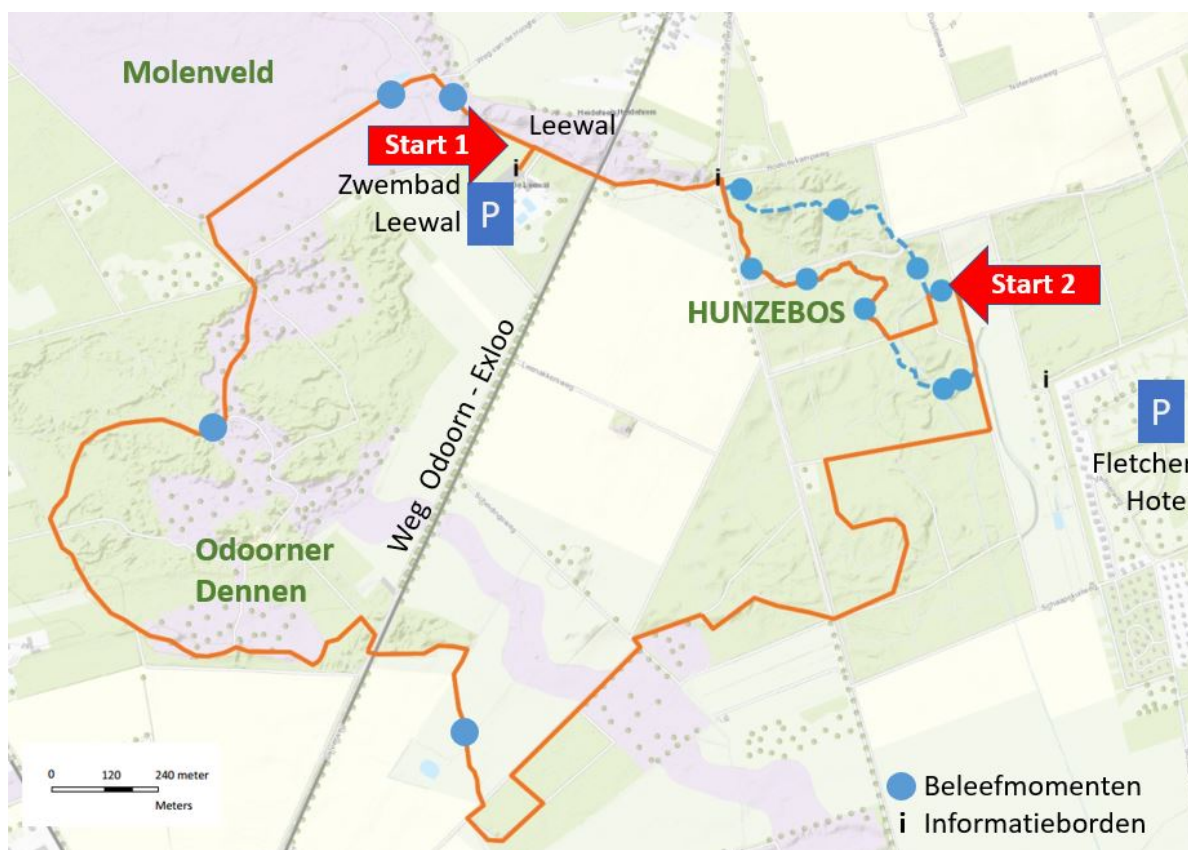 Molenveld
Leewal
Start 1
Zwembad
Leewal
P
i
i
Start 2
HUNZEBOS
i
P
Fletcher
Hote
Weg Odoorn - Exloo
Odoorner
Dennen
0 120 240 meter
Meters
Beleefmomenten
i Informatieborden